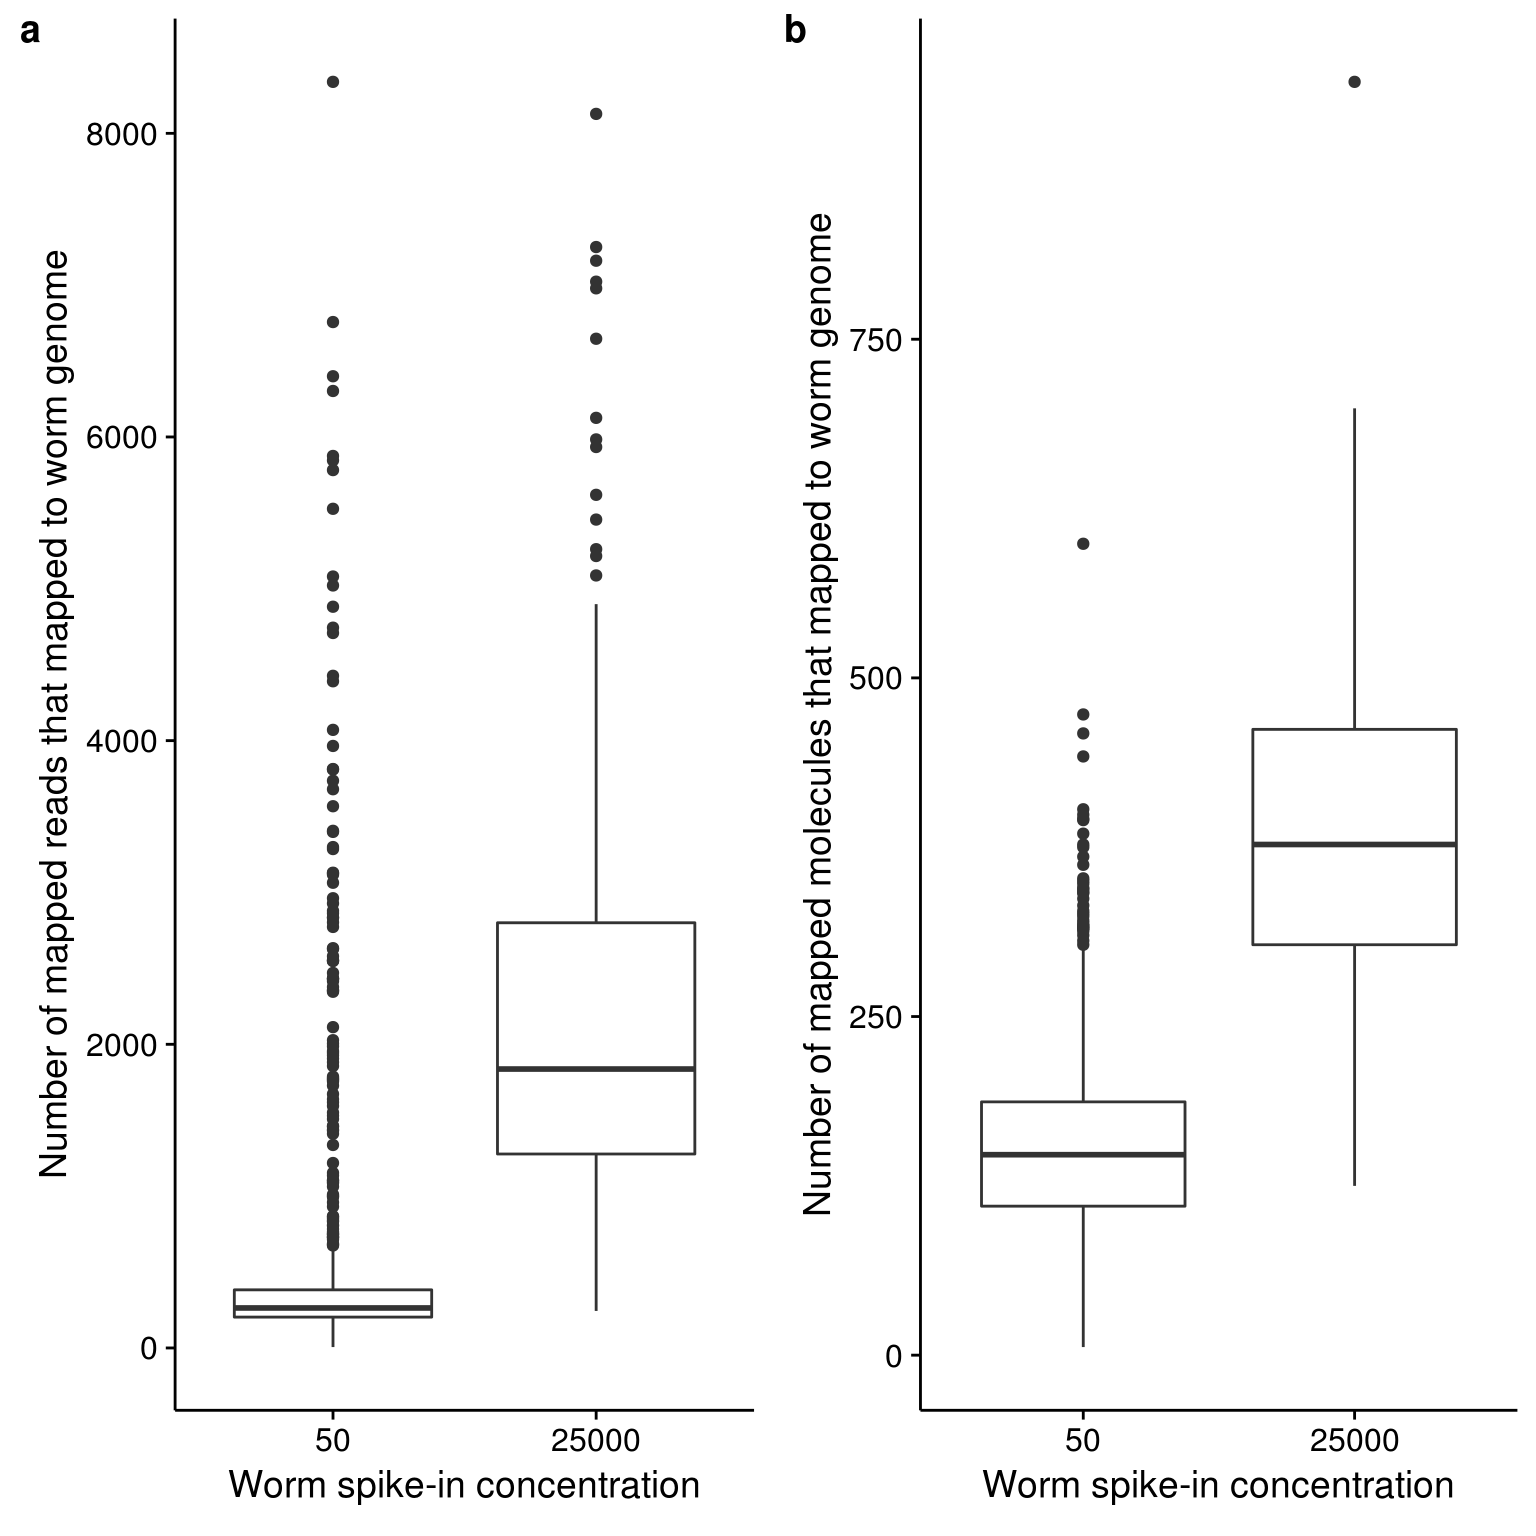 a
Number of mapped reads that mapped to worm genome
8000
6000
4000
2000
0
50
25000
Worm spike-in concentration
b
Number of mapped molecules that mapped to worm genome
750
500
250
0
50
25000
Worm spike-in concentration